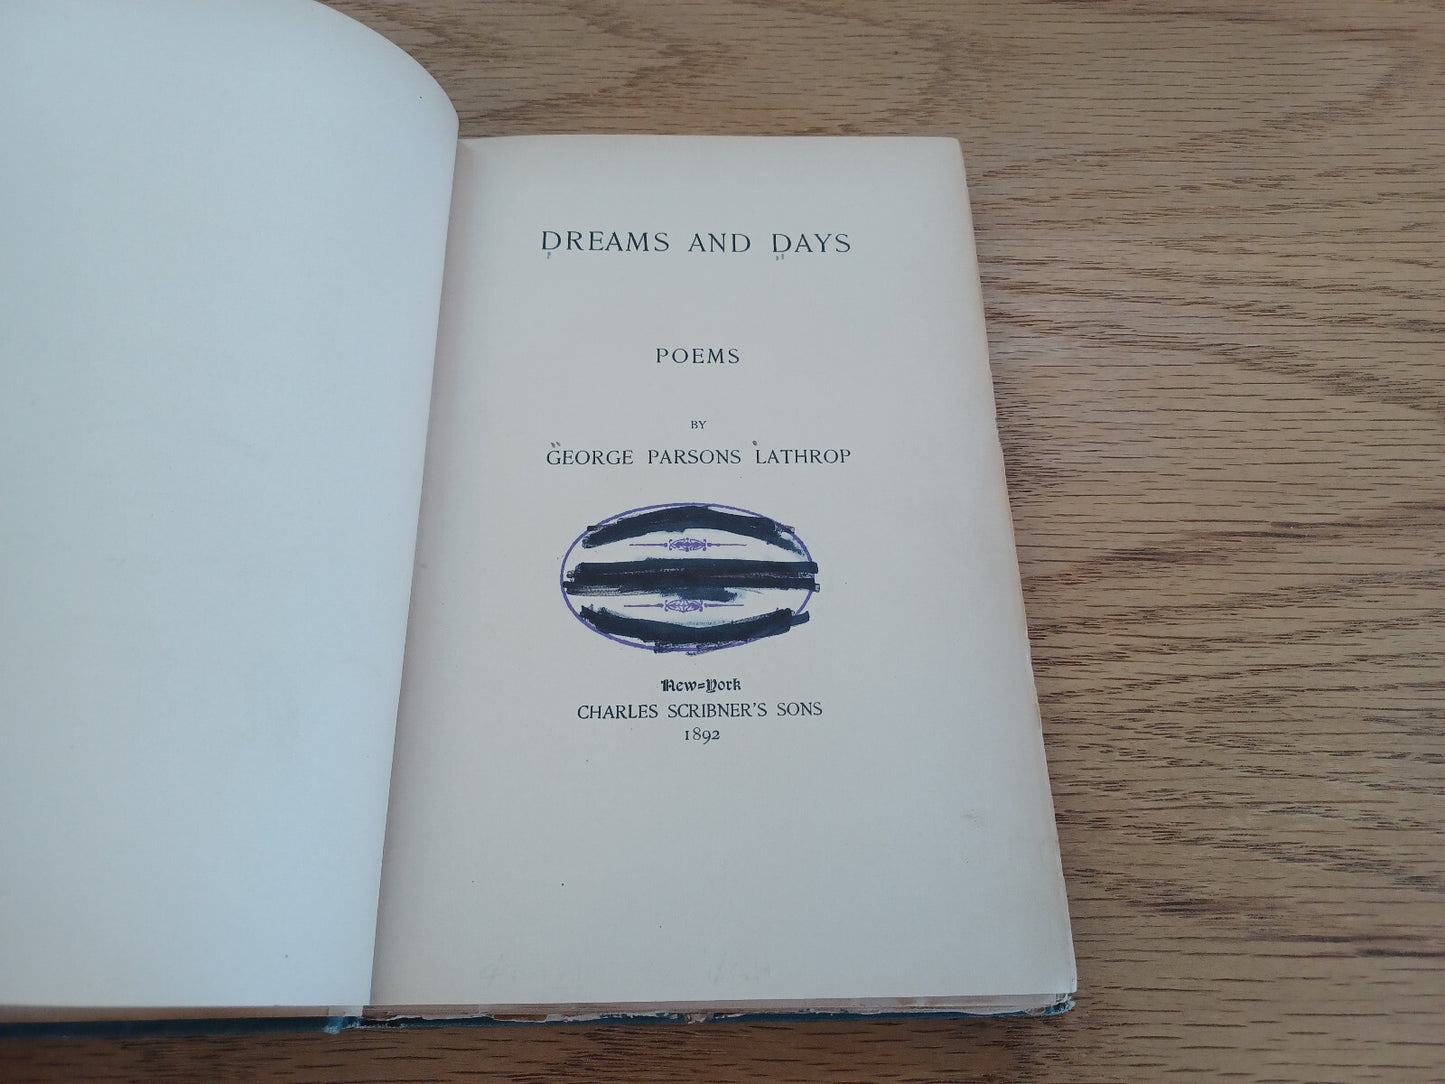 DREAMS AND DAYS
POEMS
BY
GEORGE PARSONS LATHROP
New=York
CHARLES SCRIBNER'S SONS
1892